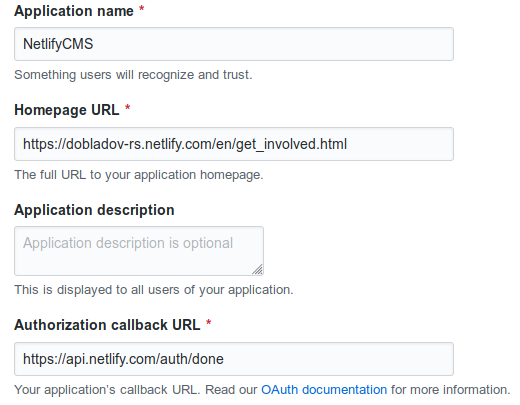 Application name *
NetlifyCMS
Something users will recognize and trust.
Homepage URL *
https://dobladov-rs.netlify.com/en/get_involved.html
The full URL to your application homepage.
Application description
Application description is optional
This is displayed to all users of your application.
Authorization callback URL *
https://api.netlify.com/auth/done
Your application's callback URL. Read our OAuth documentation for more information.